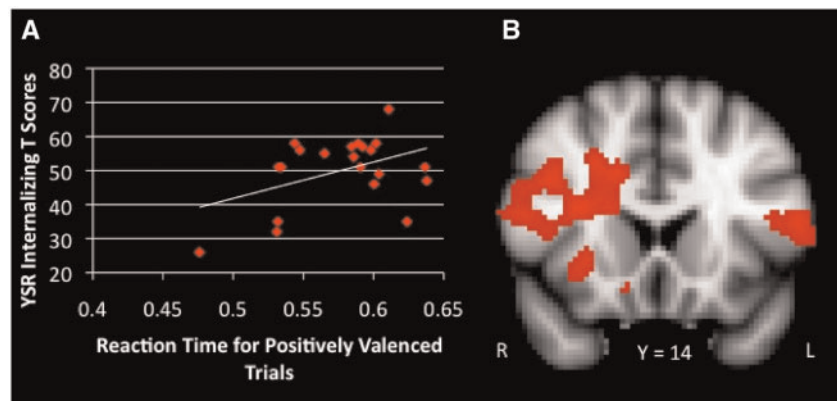 A
YSR Internalizing T Scores
80
70
60
50
40
30
20
0.4 0.45 0.5 0.55 0.6 0.65
Reaction Time for Positively Valenced
Trials
B
R Y = 14 L